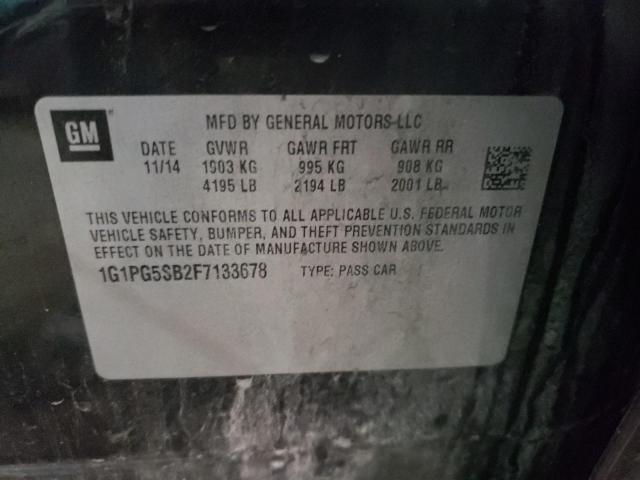 GM
MFD BY GENERAL MOTORS LLC
DATE GVWR GAWR FRT GAWR RR
11/14 1903 KG 995 KG 908 KG
4195 LB 2194 LB 2001 LB
THIS VEHICLE CONFORMS TO ALL APPLICABLE U.S. FEDERAL MOTOR
VEHICLE SAFETY, BUMPER, AND THEFT PREVENTION STANDARDS IN
EFFECT ON THE DATE OF MANUFACTURE SHOWN ABOVE.
1G1PG5SB2F7133678 TYPE: PASS CAR